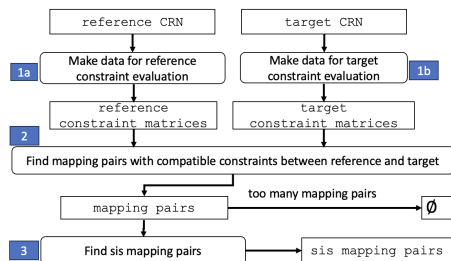 reference CRN
target CRN
1a
Make data for reference
constraint evaluation
Make data for target
constraint evaluation
1b
reference
constraint matrices
target
constraint matrices
2
Find mapping pairs with compatible constraints between reference and target
too many mapping pairs
mapping pairs
Ø
3
Find sis mapping pairs
sis mapping pairs